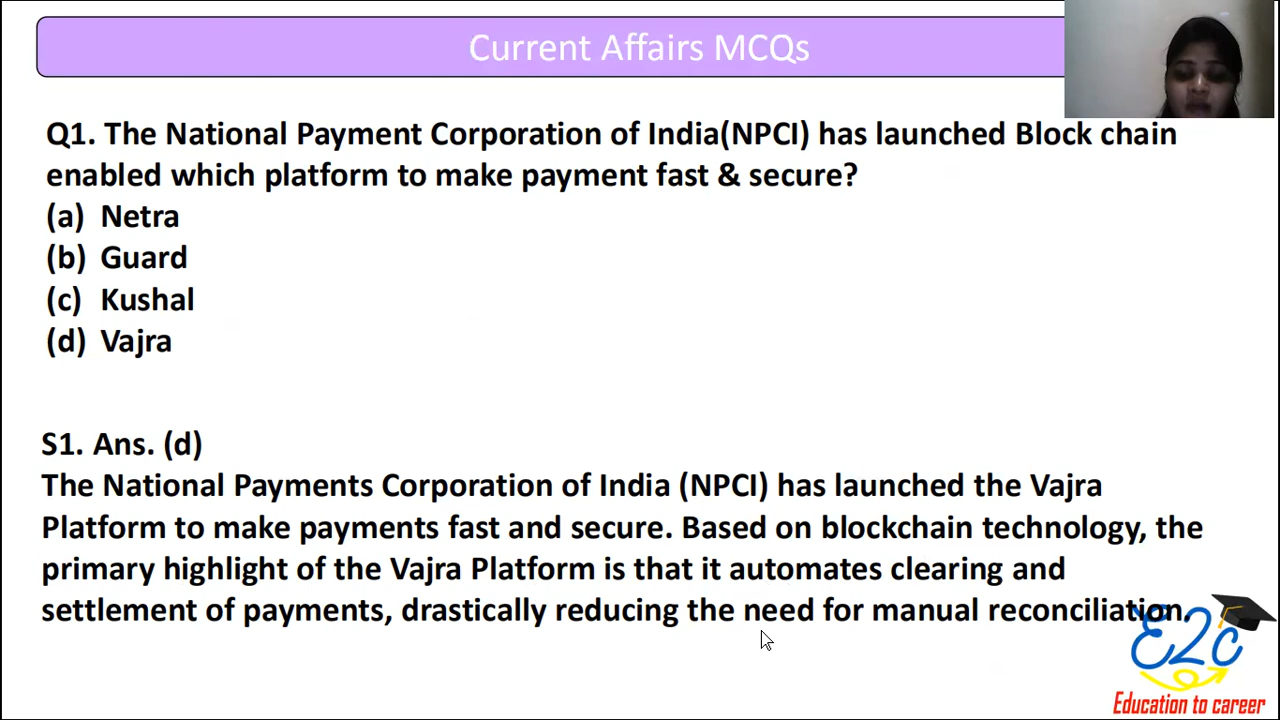 Current Affairs MCQs
Q1. The National Payment Corporation of India(NPCI) has launched Block chain
enabled which platform to make payment fast & secure?
(a) Netra
(b) Guard
(c) Kushal
(d) Vajra
S1. Ans. (d)
The National Payments Corporation of India (NPCI) has launched the Vajra
Platform to make payments fast and secure. Based on blockchain technology, the
primary highlight of the Vajra Platform is that it automates clearing and
settlement of payments, drastically reducing the need for manual reconciliation.
E2c
Education to career